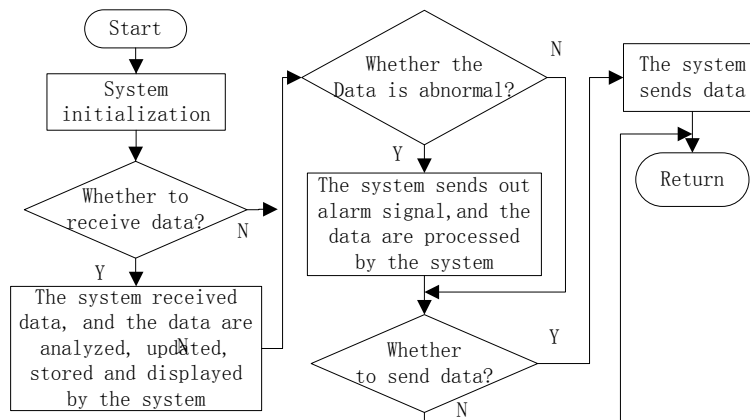 Start
System
initialization
Whether to
receive data?
N
Y
The system received
data, and the data are
analyzed, updated,
N
stored and displayed
by the system
Whether the
Data is abnormal?
N
Y
The system sends out
alarm signal,and the
data are processed
by the system
Whether
to send data?
Y
N
The system
sends data
Return